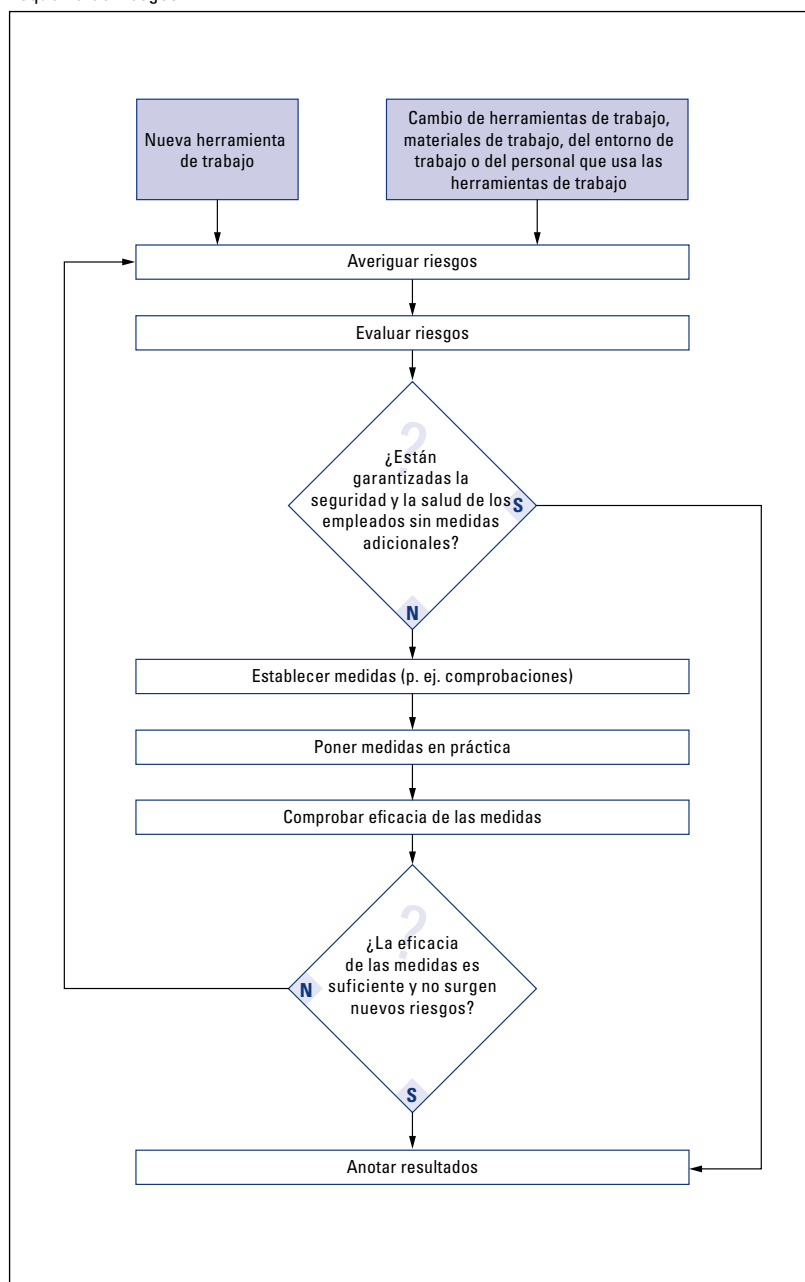 Nueva herramienta
de trabajo
Cambio de herramientas de trabajo,
materiales de trabajo, del entorno de
trabajo o del personal que usa las
herramientas de trabajo
Averiguar riesgos
Evaluar riesgos
?
¿Están
garantizadas la
seguridad y la salud de los
empleados sin medidas
adicionales?
S
N
Establecer medidas (p. ej. comprobaciones)
Poner medidas en práctica
Comprobar eficacia de las medidas
?
¿La eficacia
de las medidas es
suficiente y no surgen
nuevos riesgos?
N
S
Anotar resultados